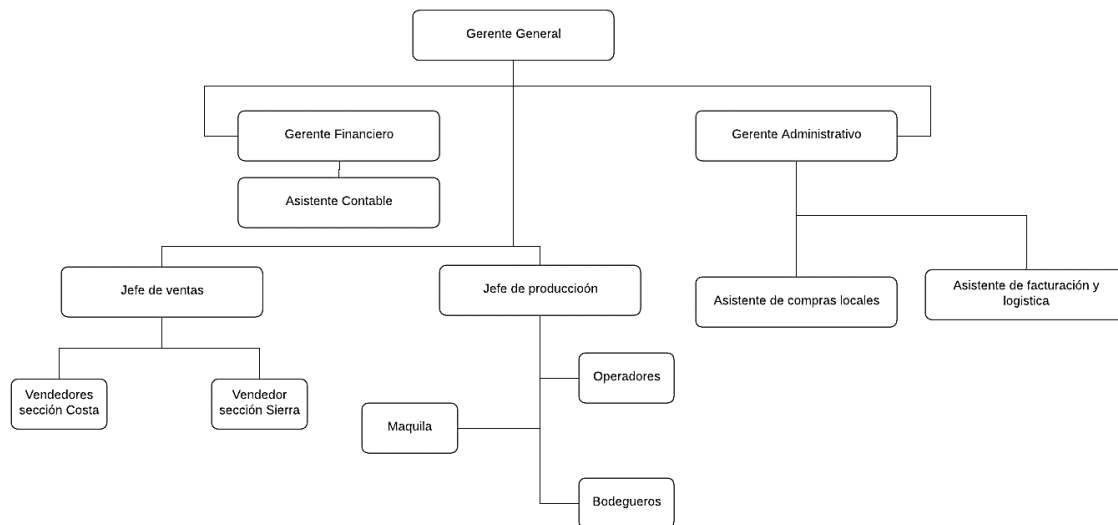 Gerente General
Gerente Financiero
Gerente Administrativo
Asistente Contable
Jefe de ventas
Jefe de produccioón
Asistente de compras locales
Asistente de facturación y
logistica
Vendedores
sección Costa
Vendedor
sección Sierra
Operadores
Maquila
Bodegueros